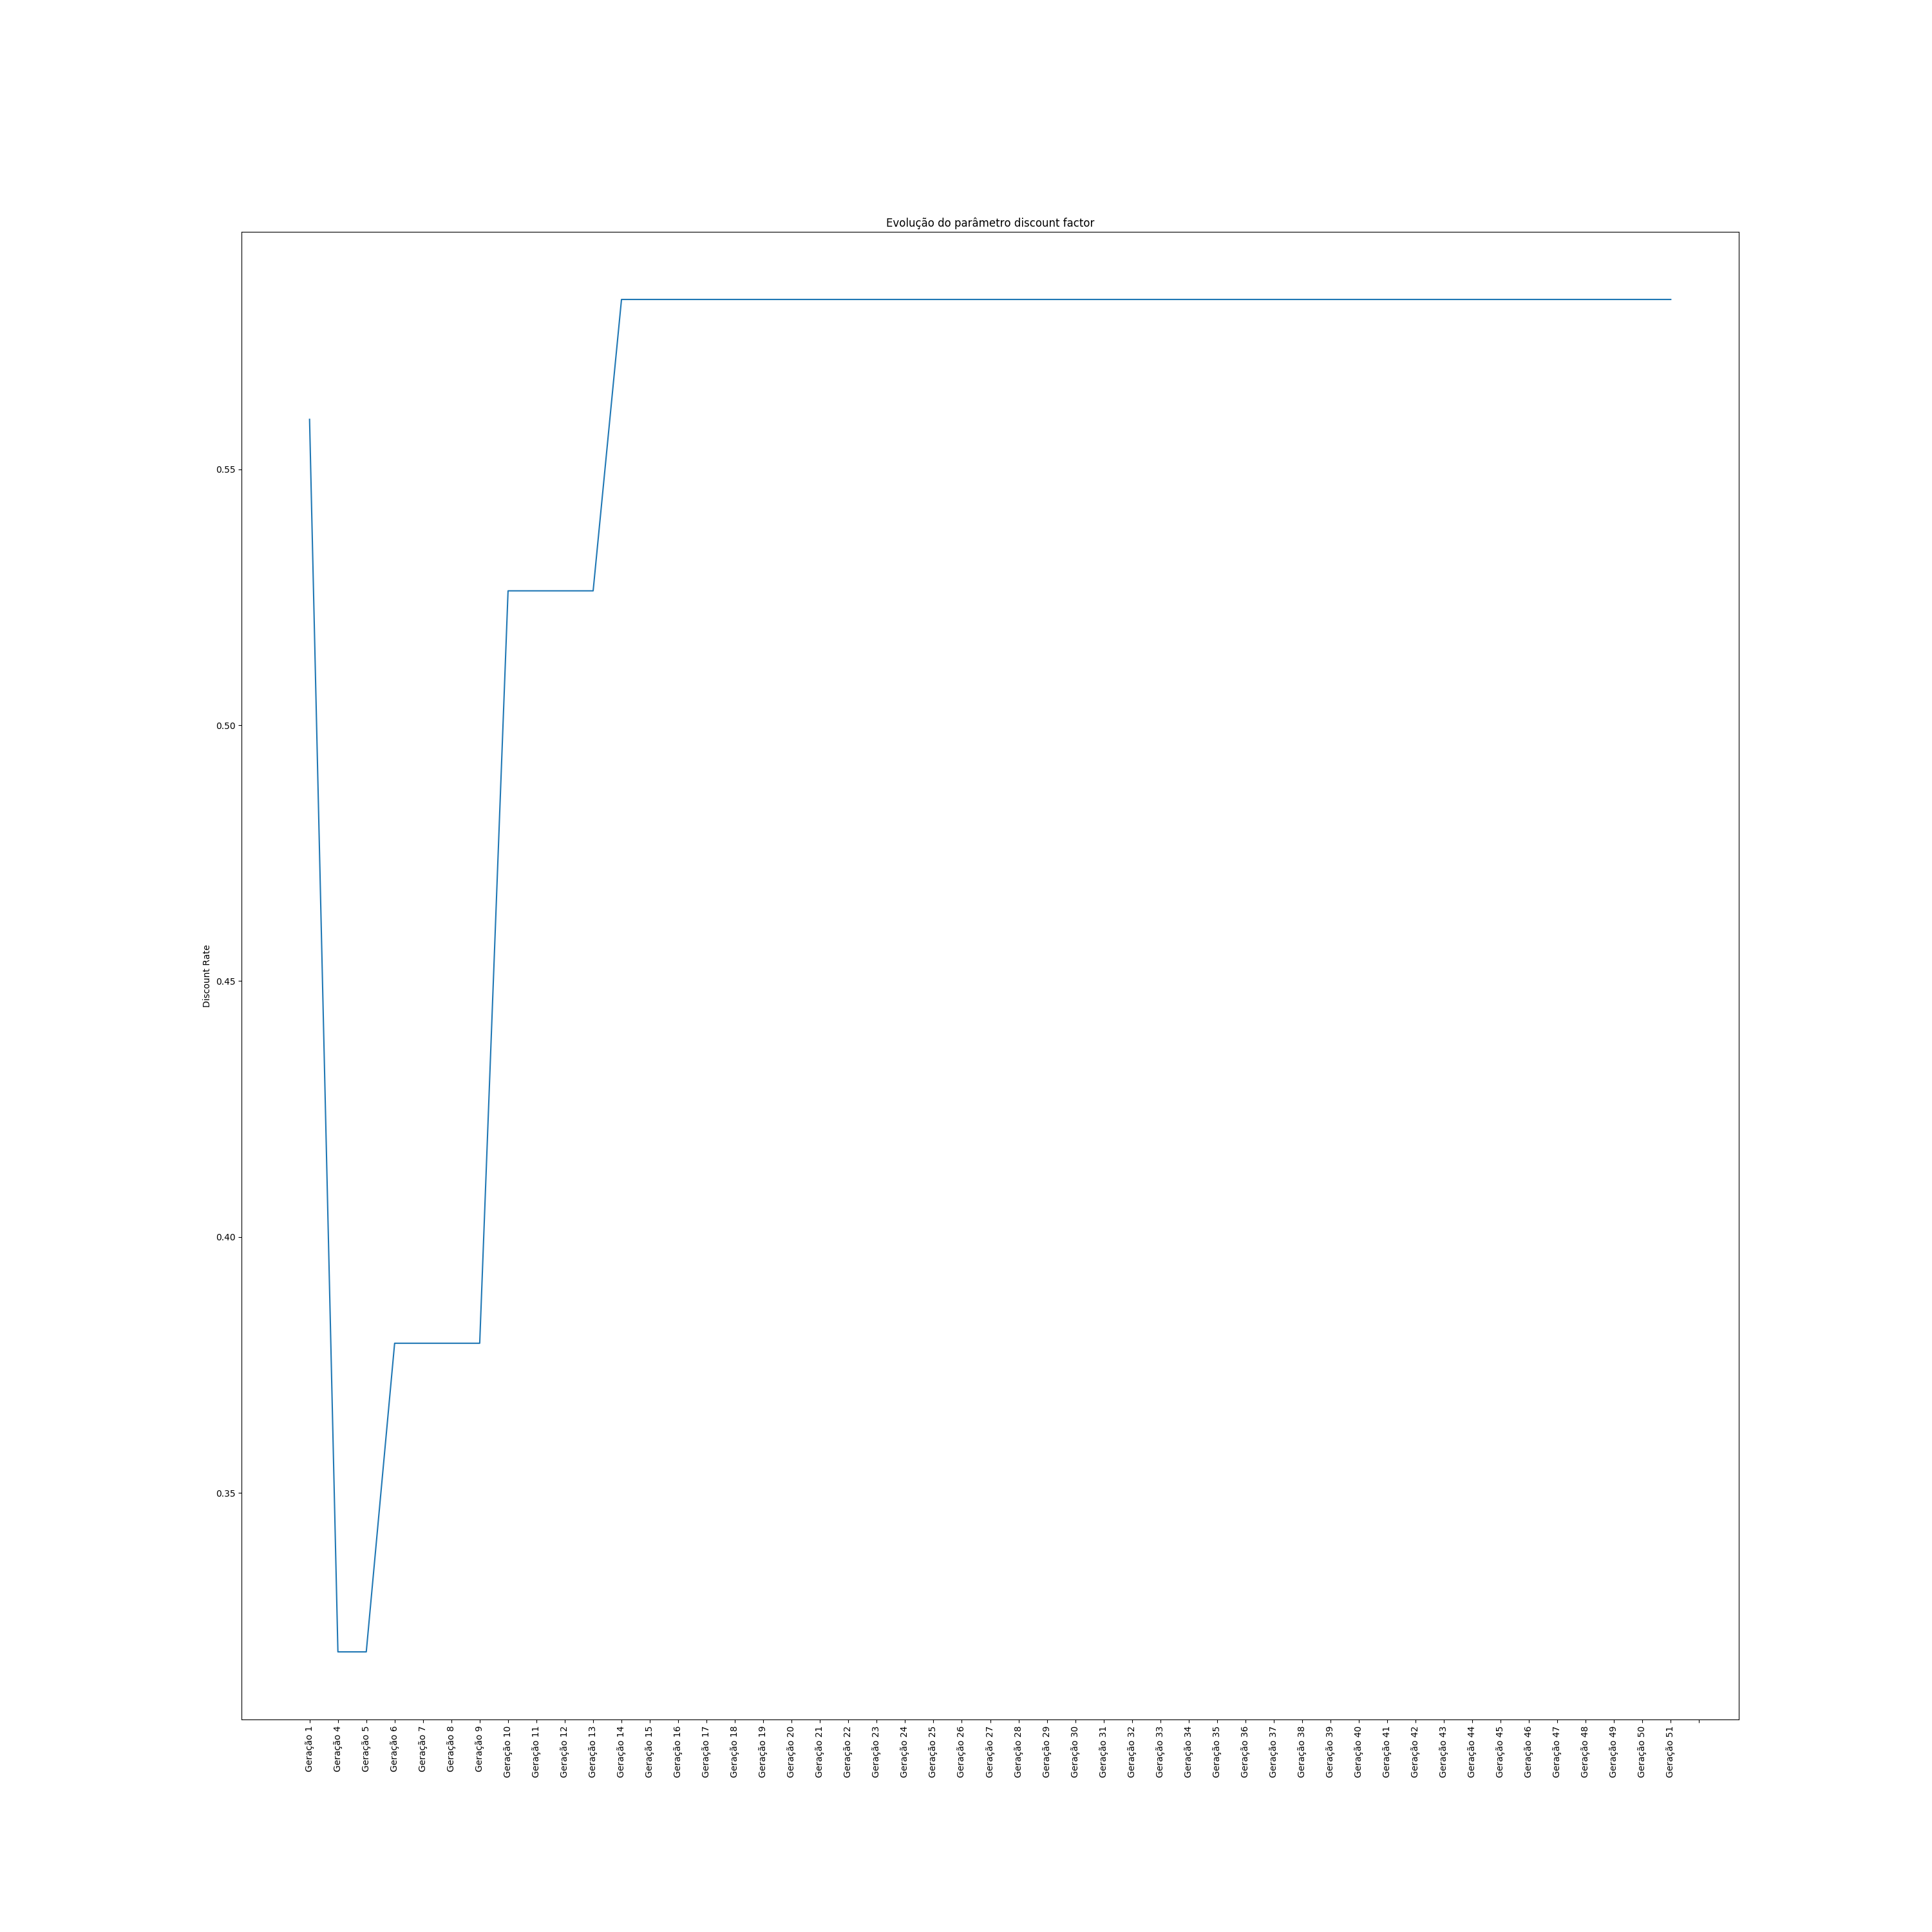 Evolução do parâmetro discount factor
Discount Rate
0.55
0.50
0.45
0.40
0.35
Geração 1
Geração 4
Geração 5
Geração 6
Geração 7
Geração 8
Geração 9
Geração 10
Geração 11
Geração 12
Geração 13
Geração 14
Geração 15
Geração 16
Geração 17
Geração 18
Geração 19
Geração 20
Geração 21
Geração 22
Geração 23
Geração 24
Geração 25
Geração 26
Geração 27
Geração 28
Geração 29
Geração 30
Geração 31
Geração 32
Geração 33
Geração 34
Geração 35
Geração 36
Geração 37
Geração 38
Geração 39
Geração 40
Geração 41
Geração 42
Geração 43
Geração 44
Geração 45
Geração 46
Geração 47
Geração 48
Geração 49
Geração 50
Geração 51